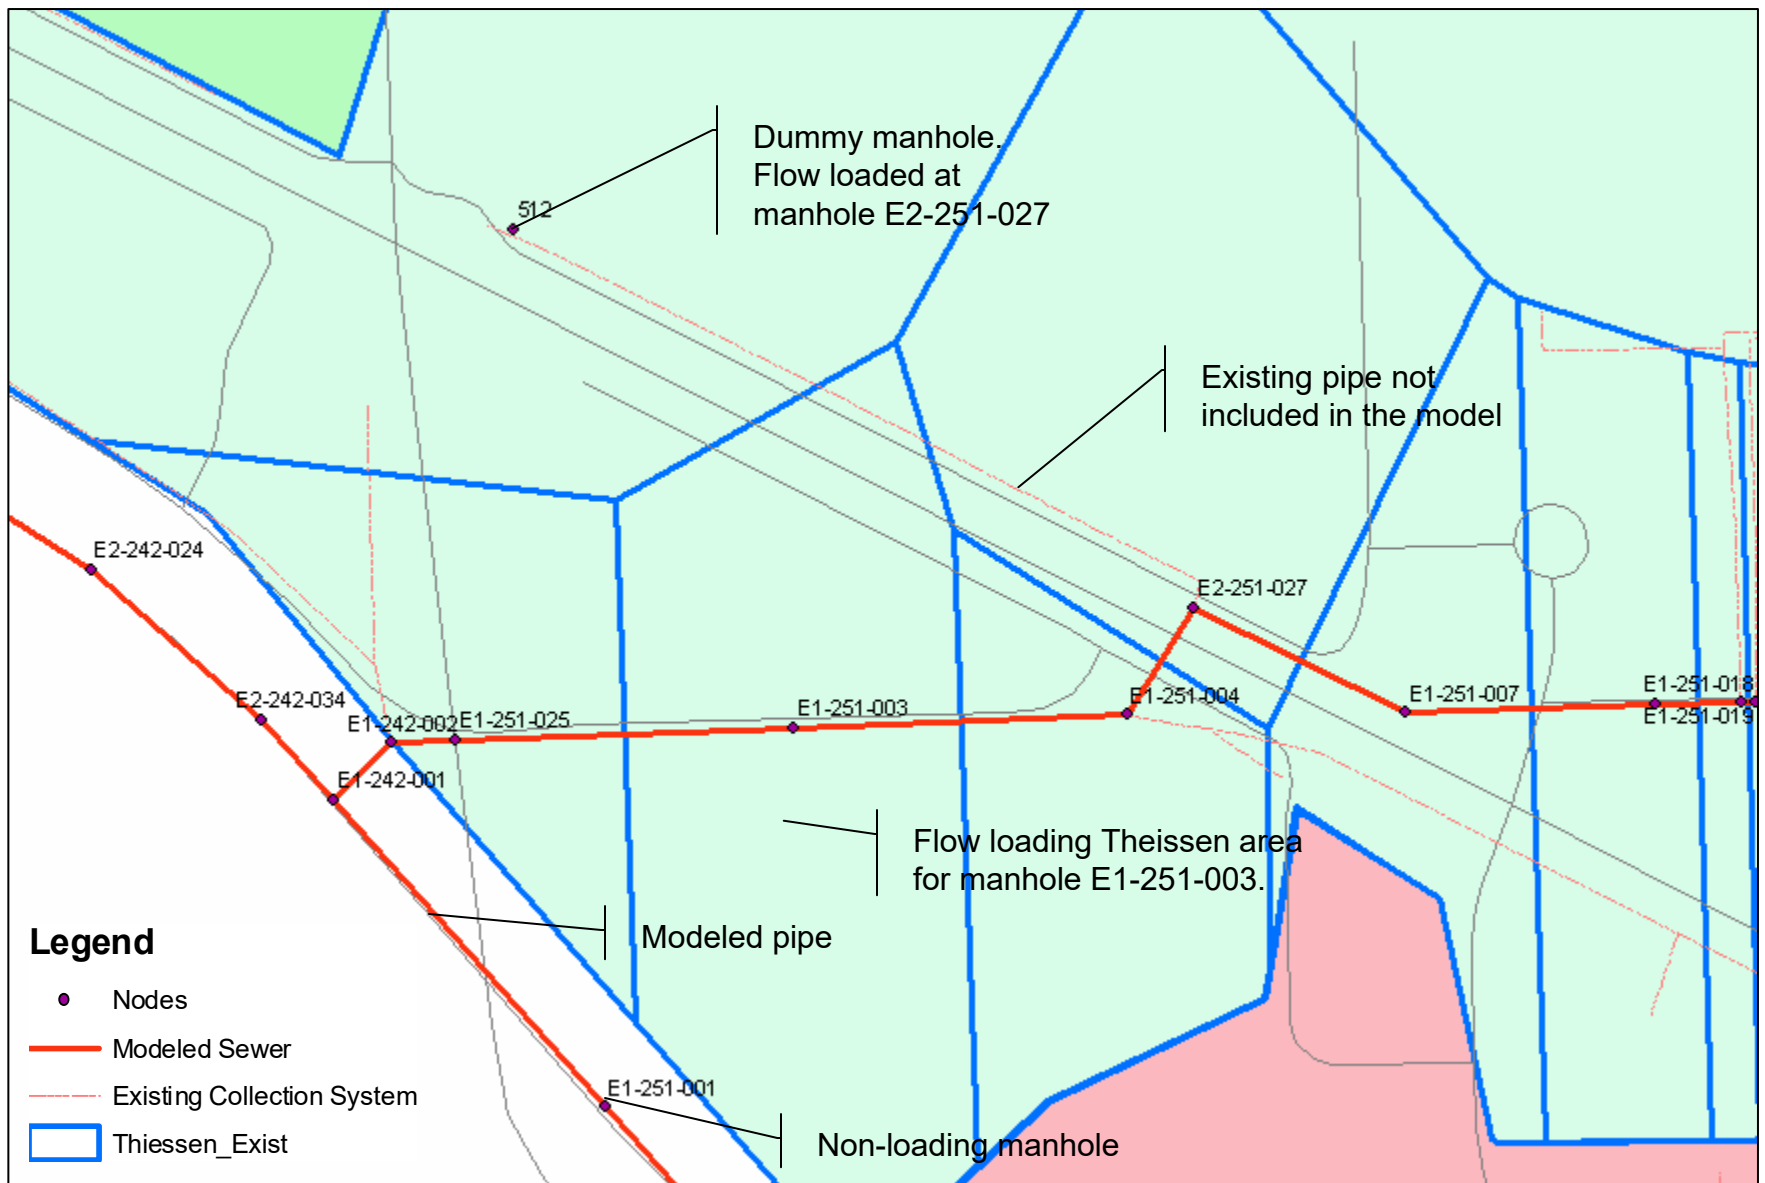 Dummy manhole.
Flow loaded at
manhole E2-251-027
512
Existing pipe not
included in the model
E2-242-024
E2-251-027
E2-242-034
E1-242-002
E1-251-025
E1-251-003
E1-251-004
E1-251-007
E1-251-018
E1-251-019
E1-242-001
Flow loading Theissen area
for manhole E1-251-003.
Modeled pipe
E1-251-001
Non-loading manhole
Legend
Nodes
Modeled Sewer
Existing Collection System
Thiessen_Exist